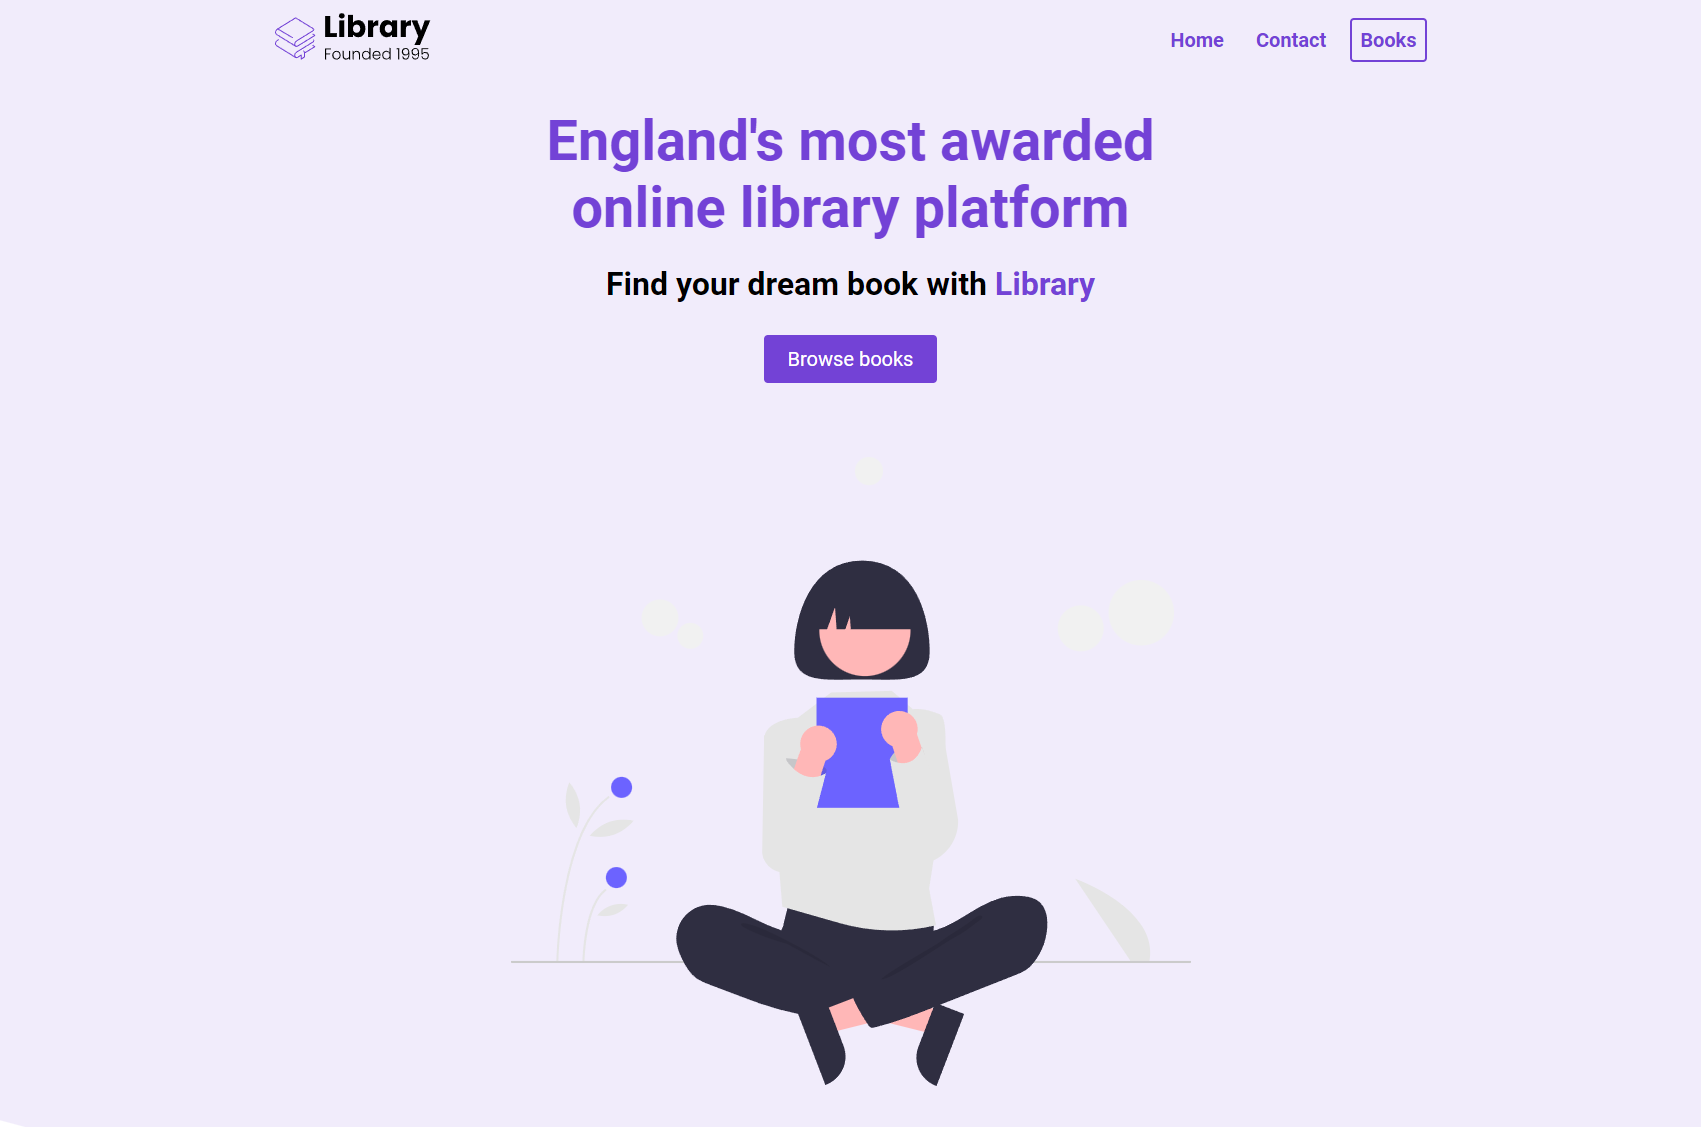 Library
Founded 1995
Home
Contact
Books
England's most awarded
online library platform
Find your dream book with Library
Browse books